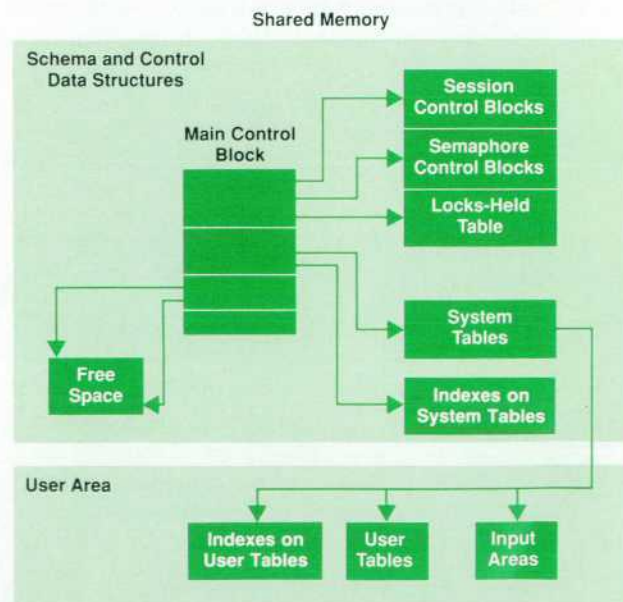 Shared Memory
Schema and Control
Data Structures
Main Control
Block
Session
Control Blocks
Semaphore
Control Blocks
Locks-Held
Table
System
Tables
Free
Space
Indexes on
System Tables
User Area
Indexes on
User Tables
User
Tables
Input
Areas